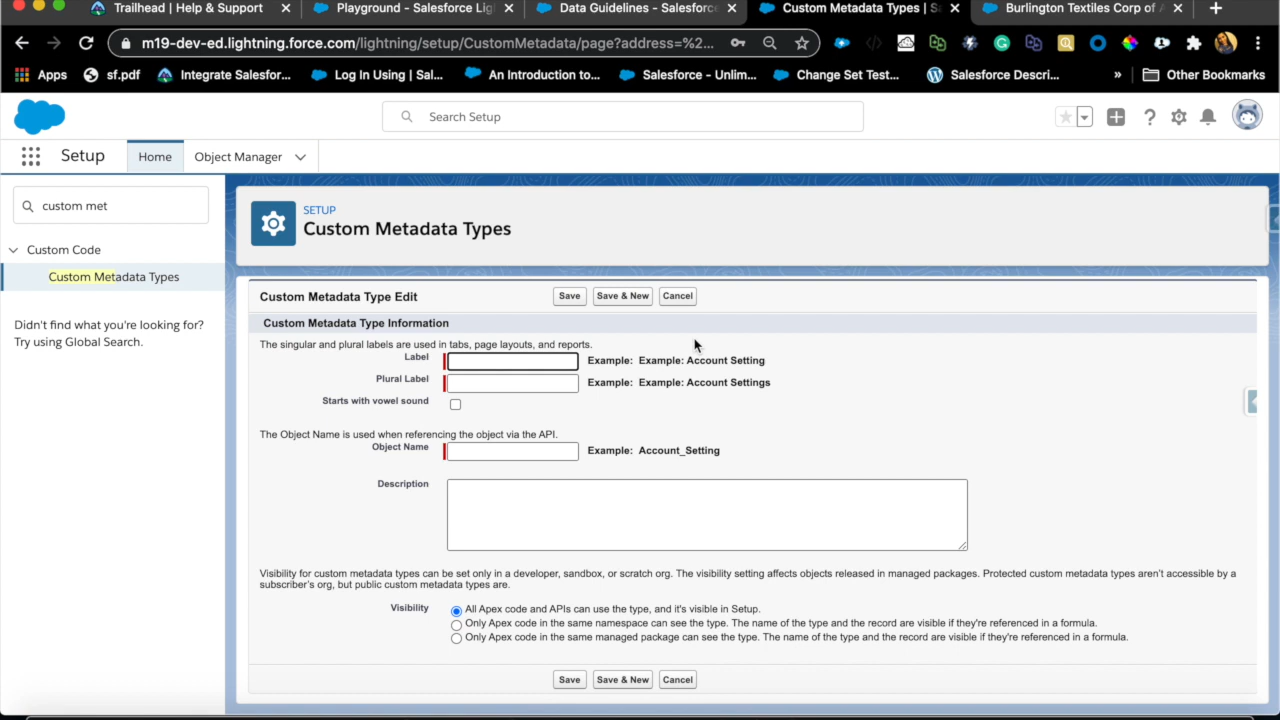 Trailhead | Help & Support
Playground - Salesforce Lig
Data Guidelines - Salesforce
Custom Metadata Types | S
Burlington Textiles Corp of A
m19-dev-ed.lightning.force.com/lightning/setup/CustomMetadata/page?address=%2...
Apps
sf.pdf
Integrate Salesfor...
Log In Using | Sal...
An Introduction to...
Salesforce - Unlim...
Change Set Test...
Salesforce Descri...
»
Other Bookmarks
Search Setup
Setup
Home
Object Manager
custom met
Custom Code
Custom Metadata Types
Didn't find what you're looking for?
Try using Global Search.
SETUP
Custom Metadata Types
Custom Metadata Type Edit
Save
Save & New
Cancel
Custom Metadata Type Information
The singular and plural labels are used in tabs, page layouts, and reports.
Label
Example: Example: Account Setting
Plural Label
Example: Example: Account Settings
Starts with vowel sound
The Object Name is used when referencing the object via the API.
Object Name
Example: Account_Setting
Description
Visibility for custom metadata types can be set only in a developer, sandbox, or scratch org. The visibility setting affects objects released in managed packages. Protected custom metadata types aren't accessible by a
subscriber's org, but public custom metadata types are.
Visibility
All Apex code and APIs can use the type, and it's visible in Setup.
Only Apex code in the same namespace can see the type. The name of the type and the record are visible if they're referenced in a formula.
Only Apex code in the same managed package can see the type. The name of the type and the record are visible if they're referenced in a formula.
Save
Save & New
Cancel